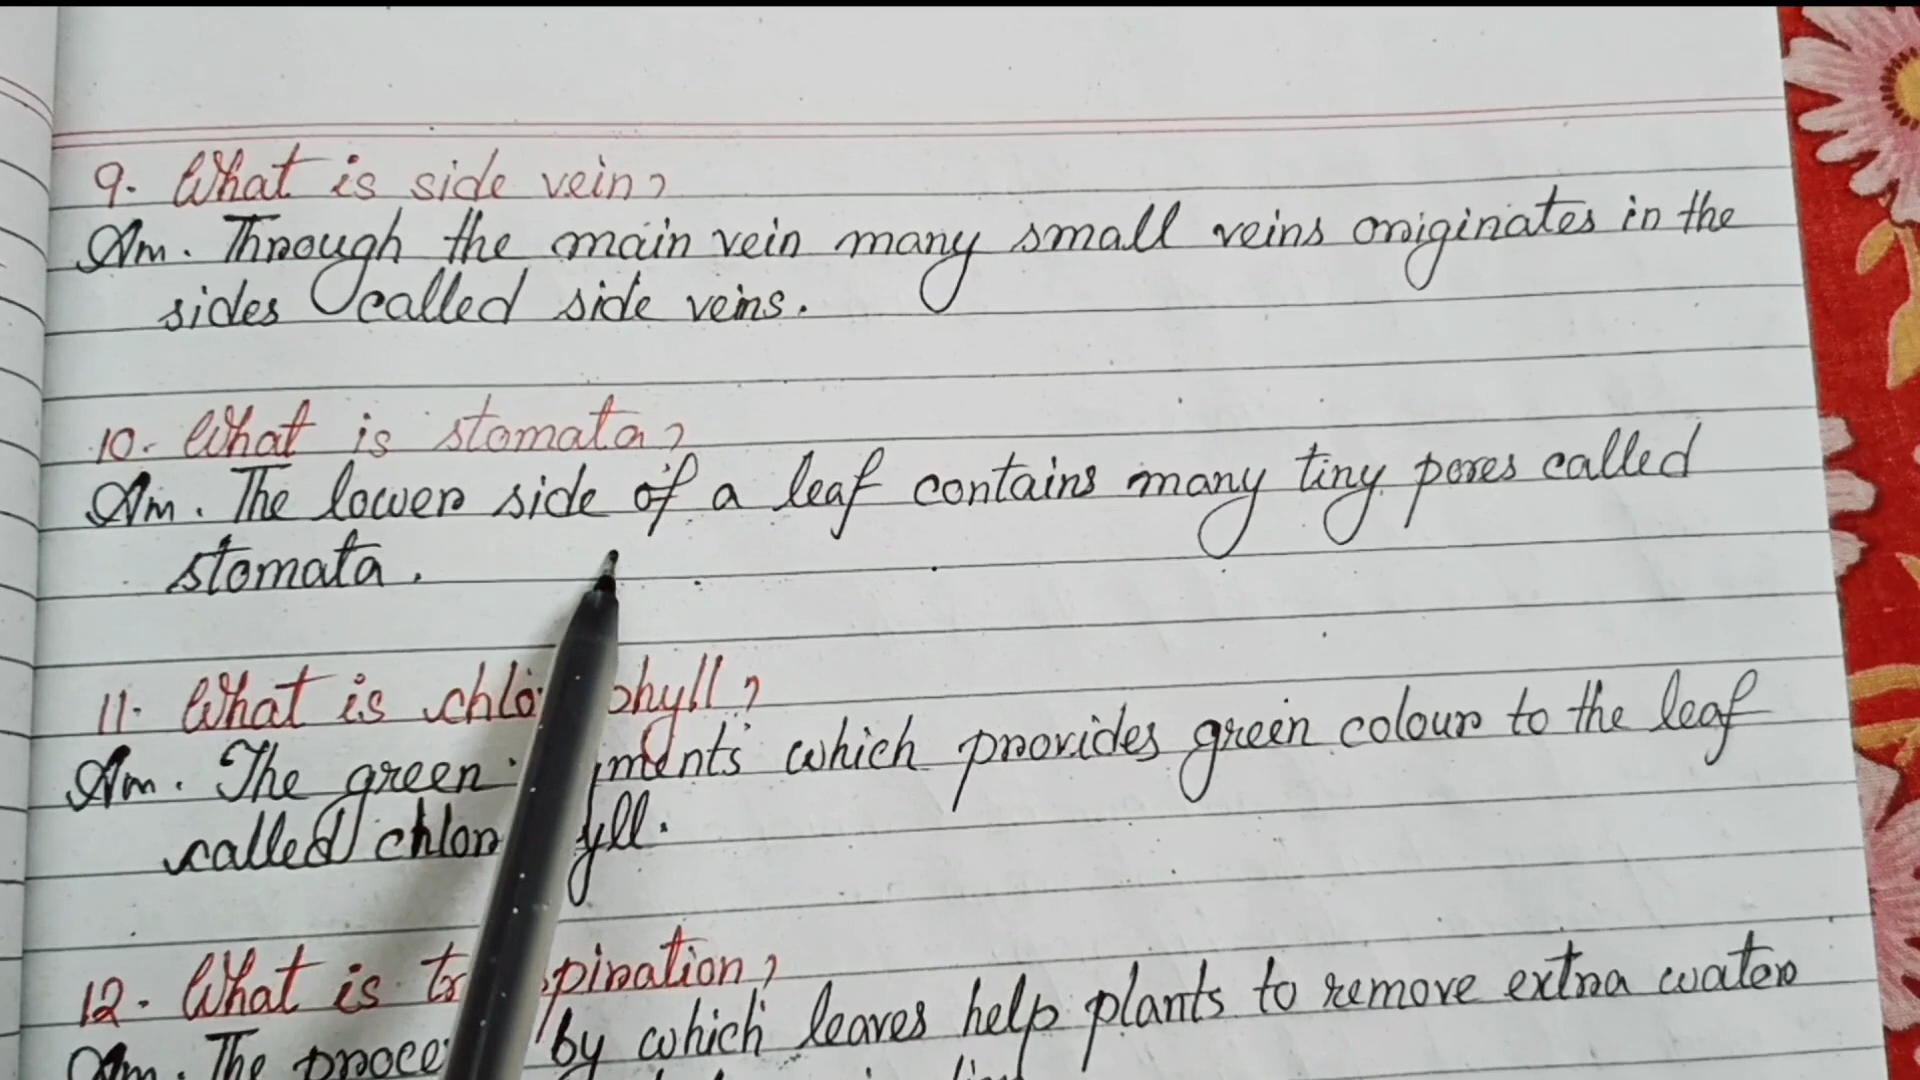 9. What is side vein?
Ans. Through the main vein many small veins originates in the
sides called side veins.
10. What is stomata?
Ans. The lower side of a leaf contains many tiny pores called
stomata.
11. What is chlo phyll?
Ans. The green ments which provides green colour to the leaf
called chlor yll.
12. What is tr spiration?
Ans. The proce by which leaves help plants to remove extra water